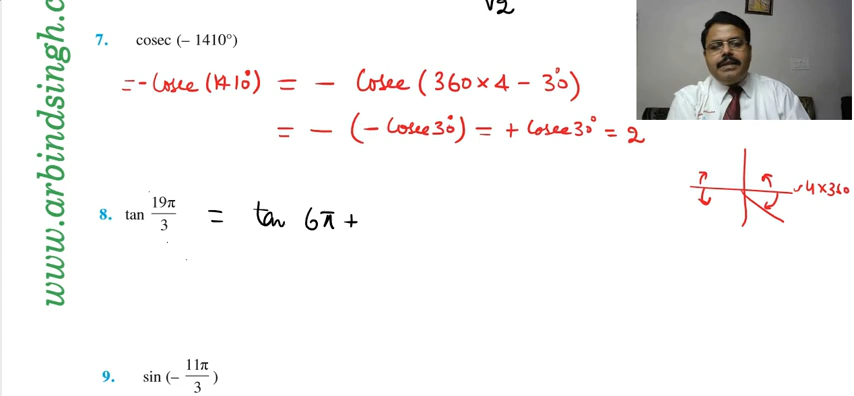 √2
7. cosec (– 1410°)
= - Cosec (1410°) = - Cosec (360 × 4 - 30°)
= - (- Cosec 30°) = + Cosec 30° = 2
4 × 360
8. tan 19π/3 = tan 6π +
9. sin (– 11π/3)
www.arbindsingh.c